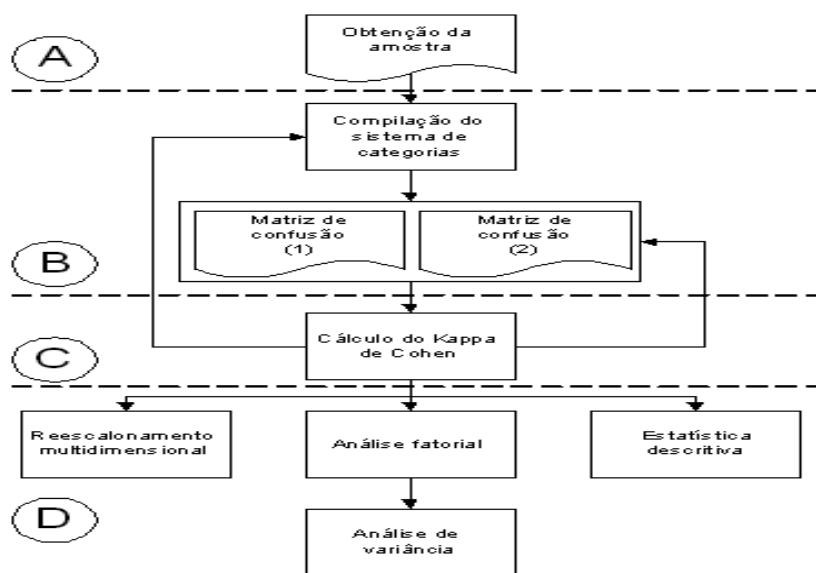 A
Obtenção da
amostra
Compilação do
sistema de
categorias
B
Matriz de
confusão
(1)
Matriz de
confusão
(2)
C
Cálculo do Kappa
de Cohen
Reescalonamento
multidimensional
Análise fatorial
Estatística
descritiva
D
Análise de
variância